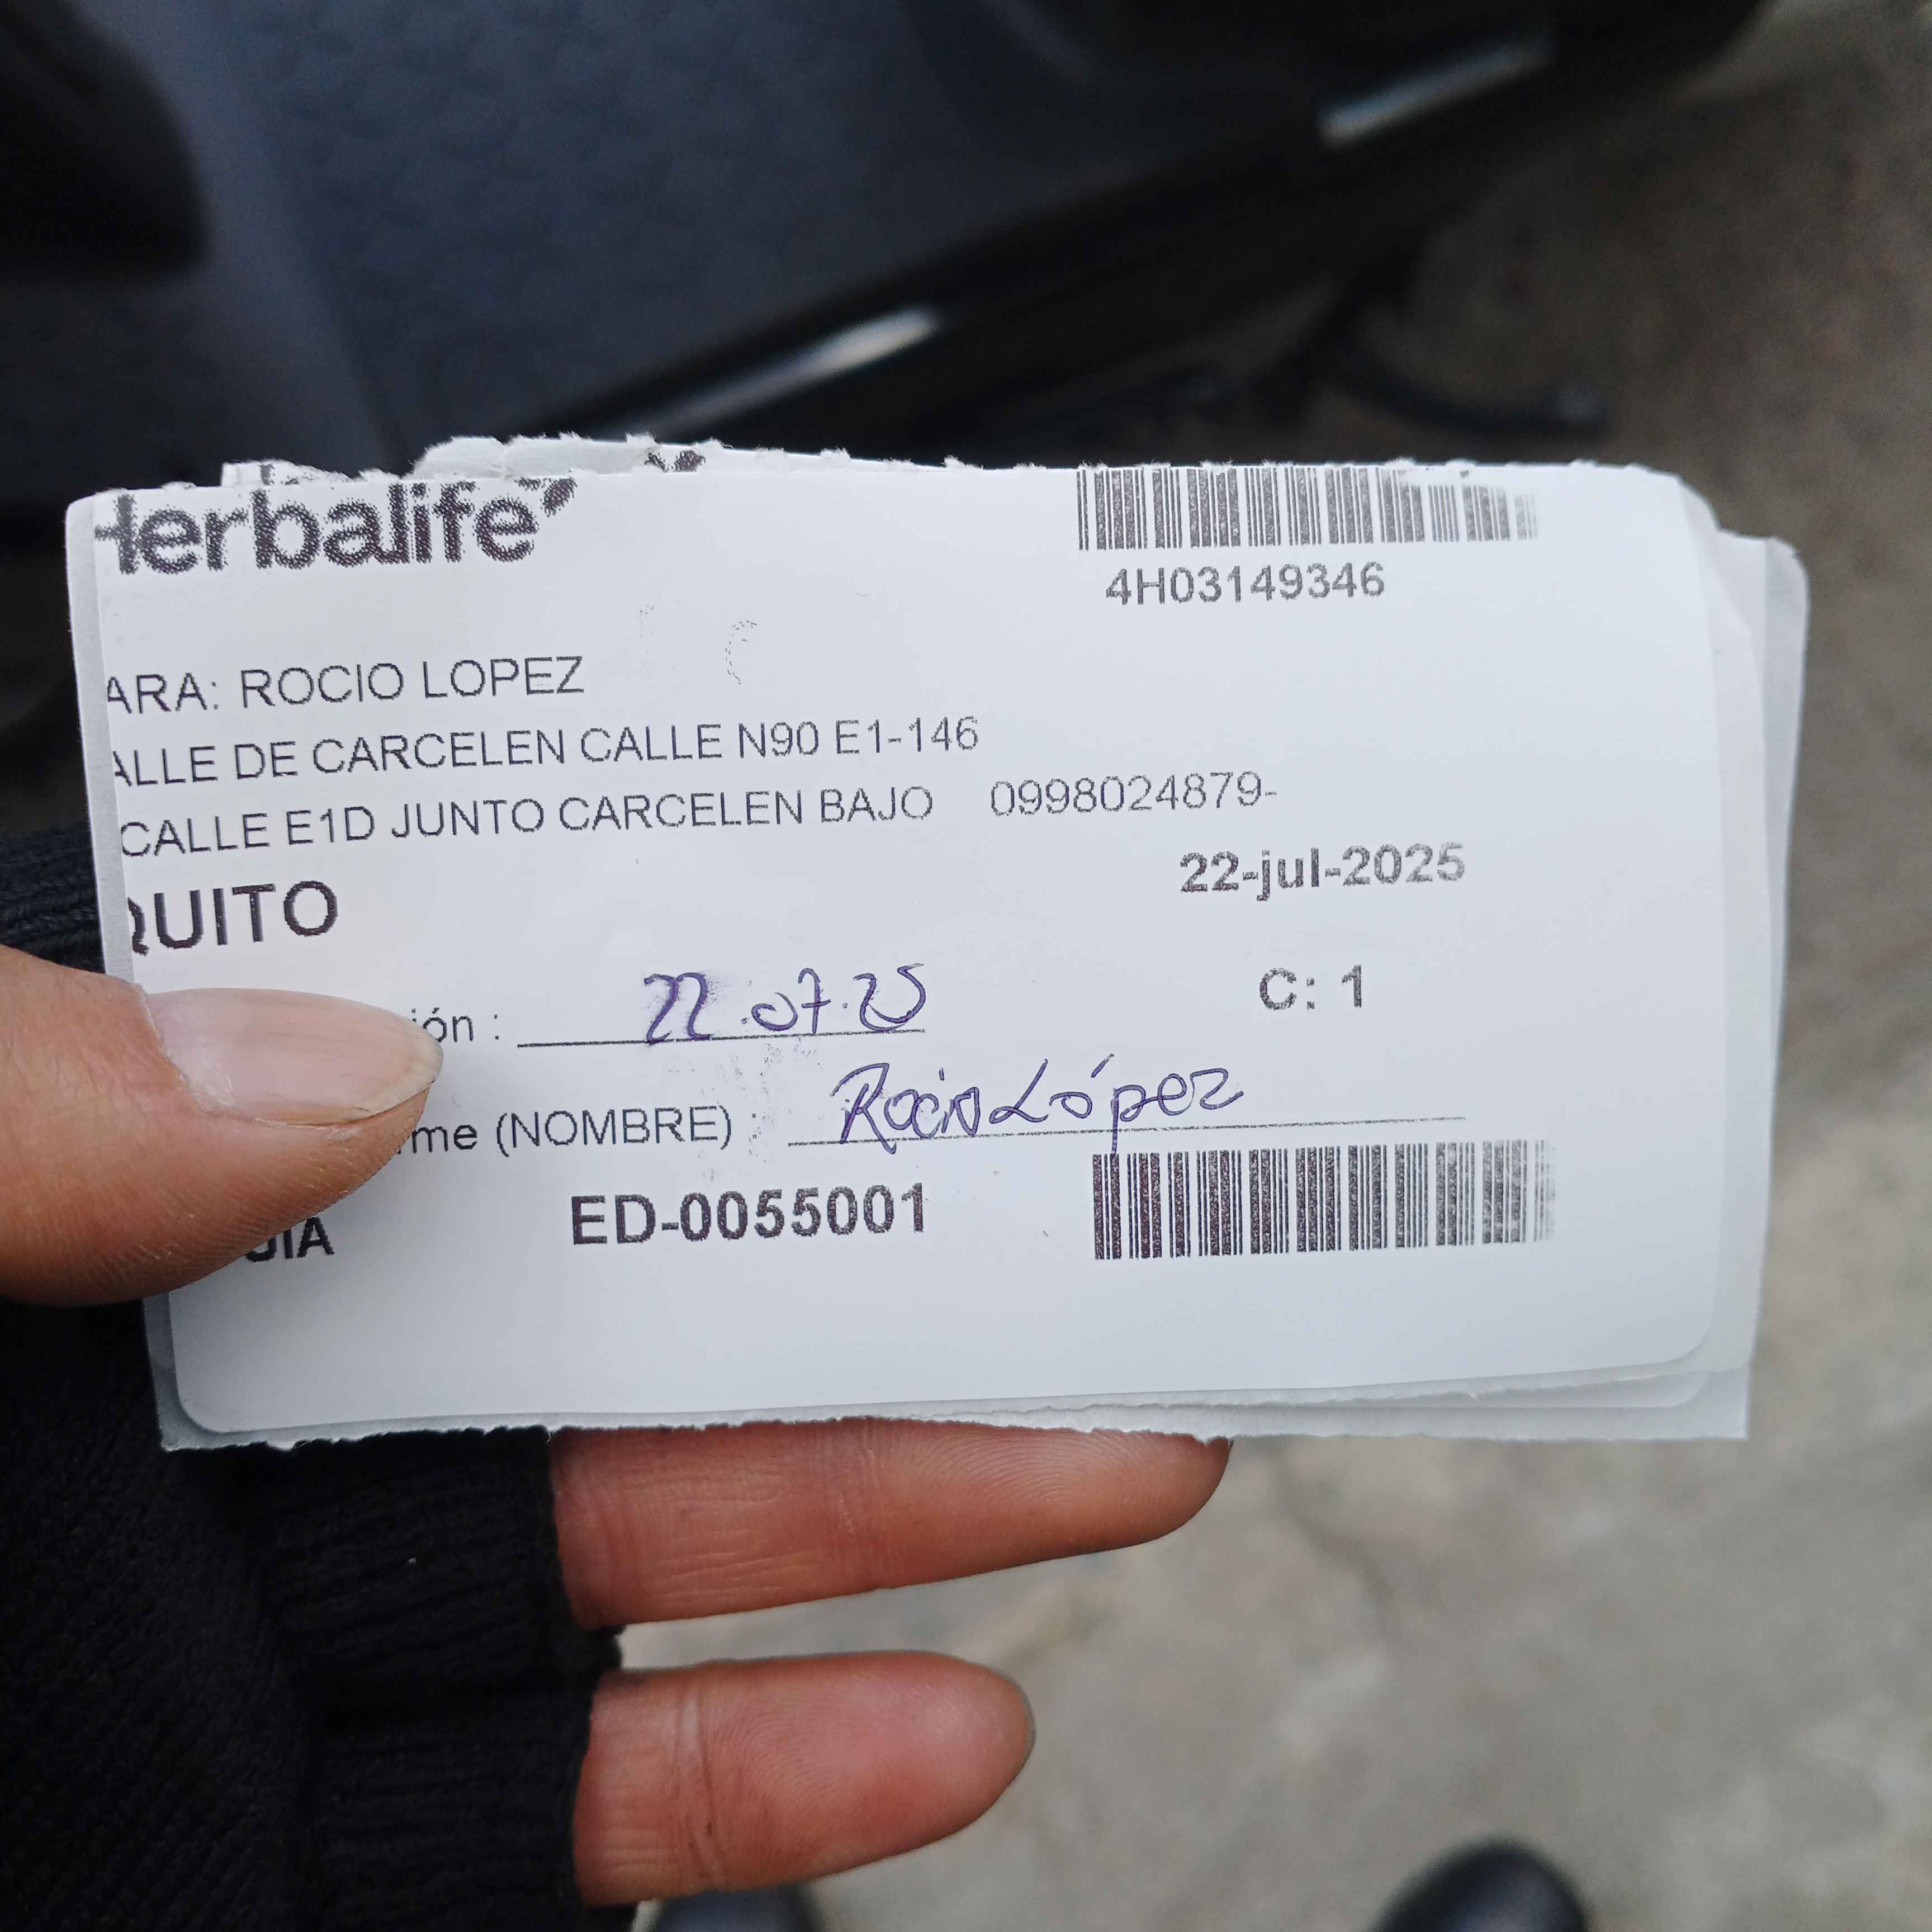 Herbalife
4H03149346
ARA: ROCIO LOPEZ
ALLE DE CARCELEN CALLE N90 E1-146
CALLE E1D JUNTO CARCELEN BAJO 0998024879-
22-jul-2025
QUITO
C: 1
ión : 22.07.25
me (NOMBRE) : Rocio López
ED-0055001